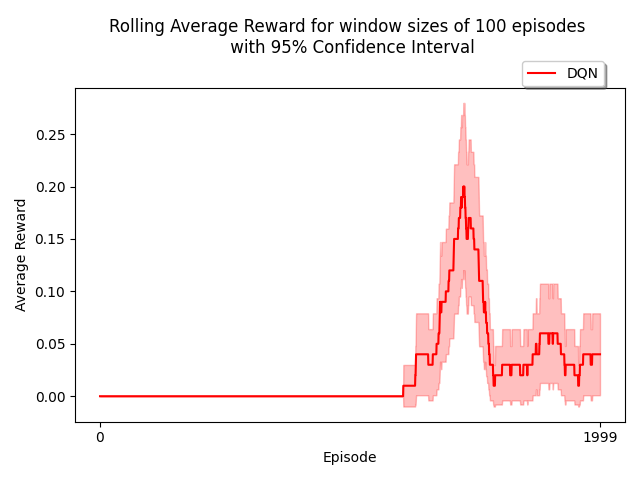 Rolling Average Reward for window sizes of 100 episodes
with 95% Confidence Interval
DQN
0.25
0.20
0.15
0.10
0.05
0.00
Average Reward
0
1999
Episode